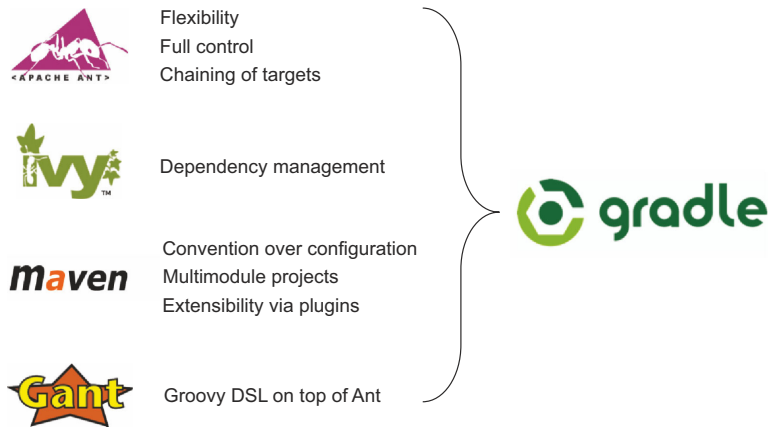 Flexibility
Full control
<APACHE ANT>
Chaining of targets
ivy
TM
Dependency management
gradle
Convention over configuration
maven
Multimodule projects
Extensibility via plugins
Gant
Groovy DSL on top of Ant